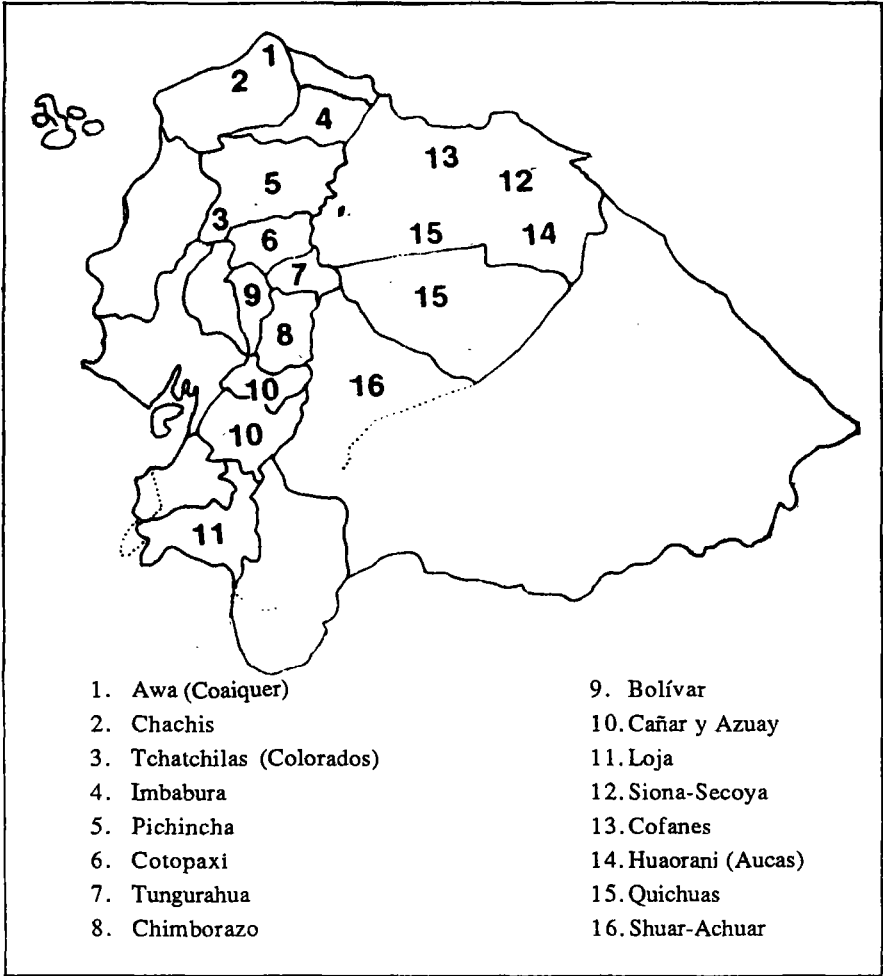 1
2
4
13
12
5
3
15
14
6
7
9
15
8
10
16
10
11
1. Awa (Coaiquer)
2. Chachis
3. Tchatchilas (Colorados)
4. Imbabura
5. Pichincha
6. Cotopaxi
7. Tungurahua
8. Chimborazo
9. Bolívar
10. Cañar y Azuay
11. Loja
12. Siona-Secoya
13. Cofanes
14. Huaorani (Aucas)
15. Quichuas
16. Shuar-Achuar